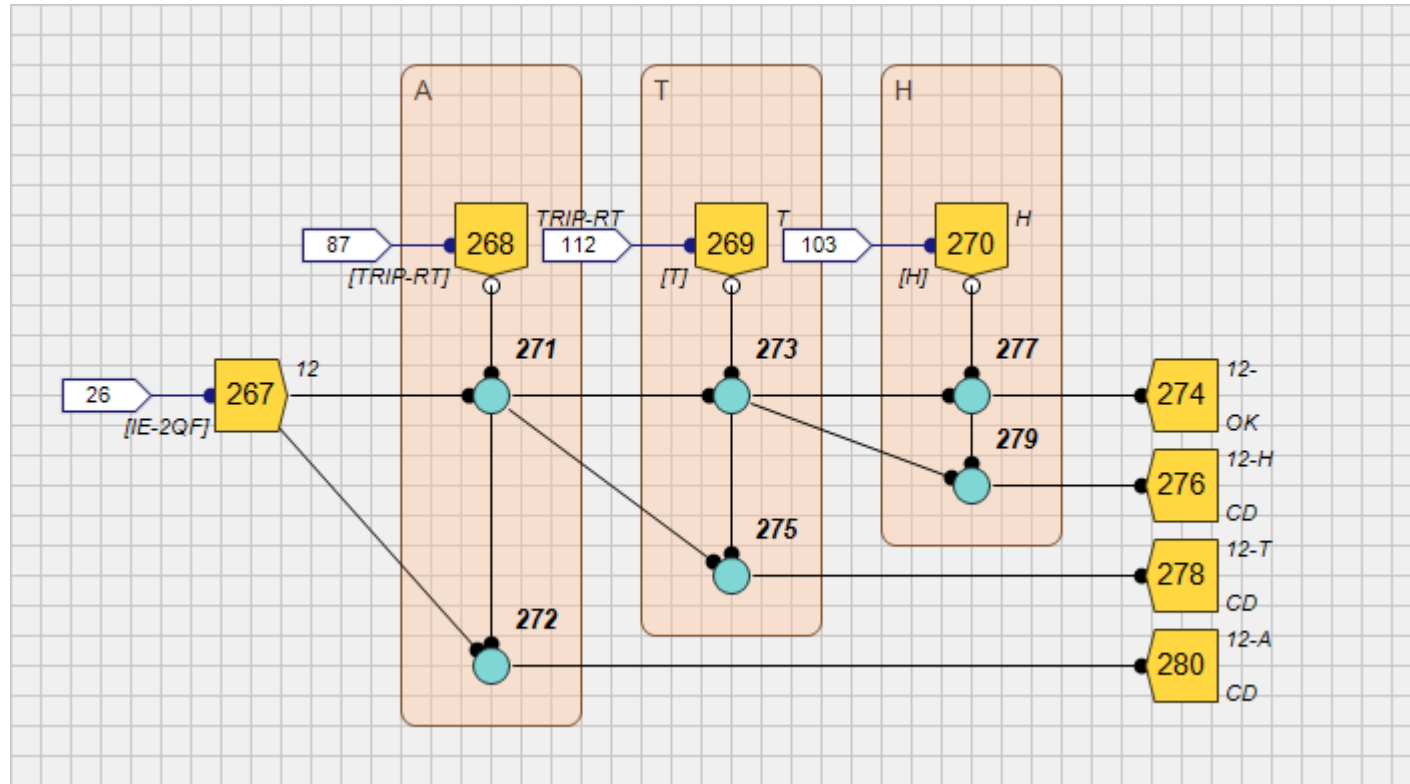 A
T
H
TRIP-RT
T
H
87
268
112
269
103
270
[TRIP-RT]
[T]
[H]
271
273
277
12
12-
26
267
274
[IE-2QF]
OK
279
12-H
276
CD
275
12-T
278
CD
272
12-A
280
CD